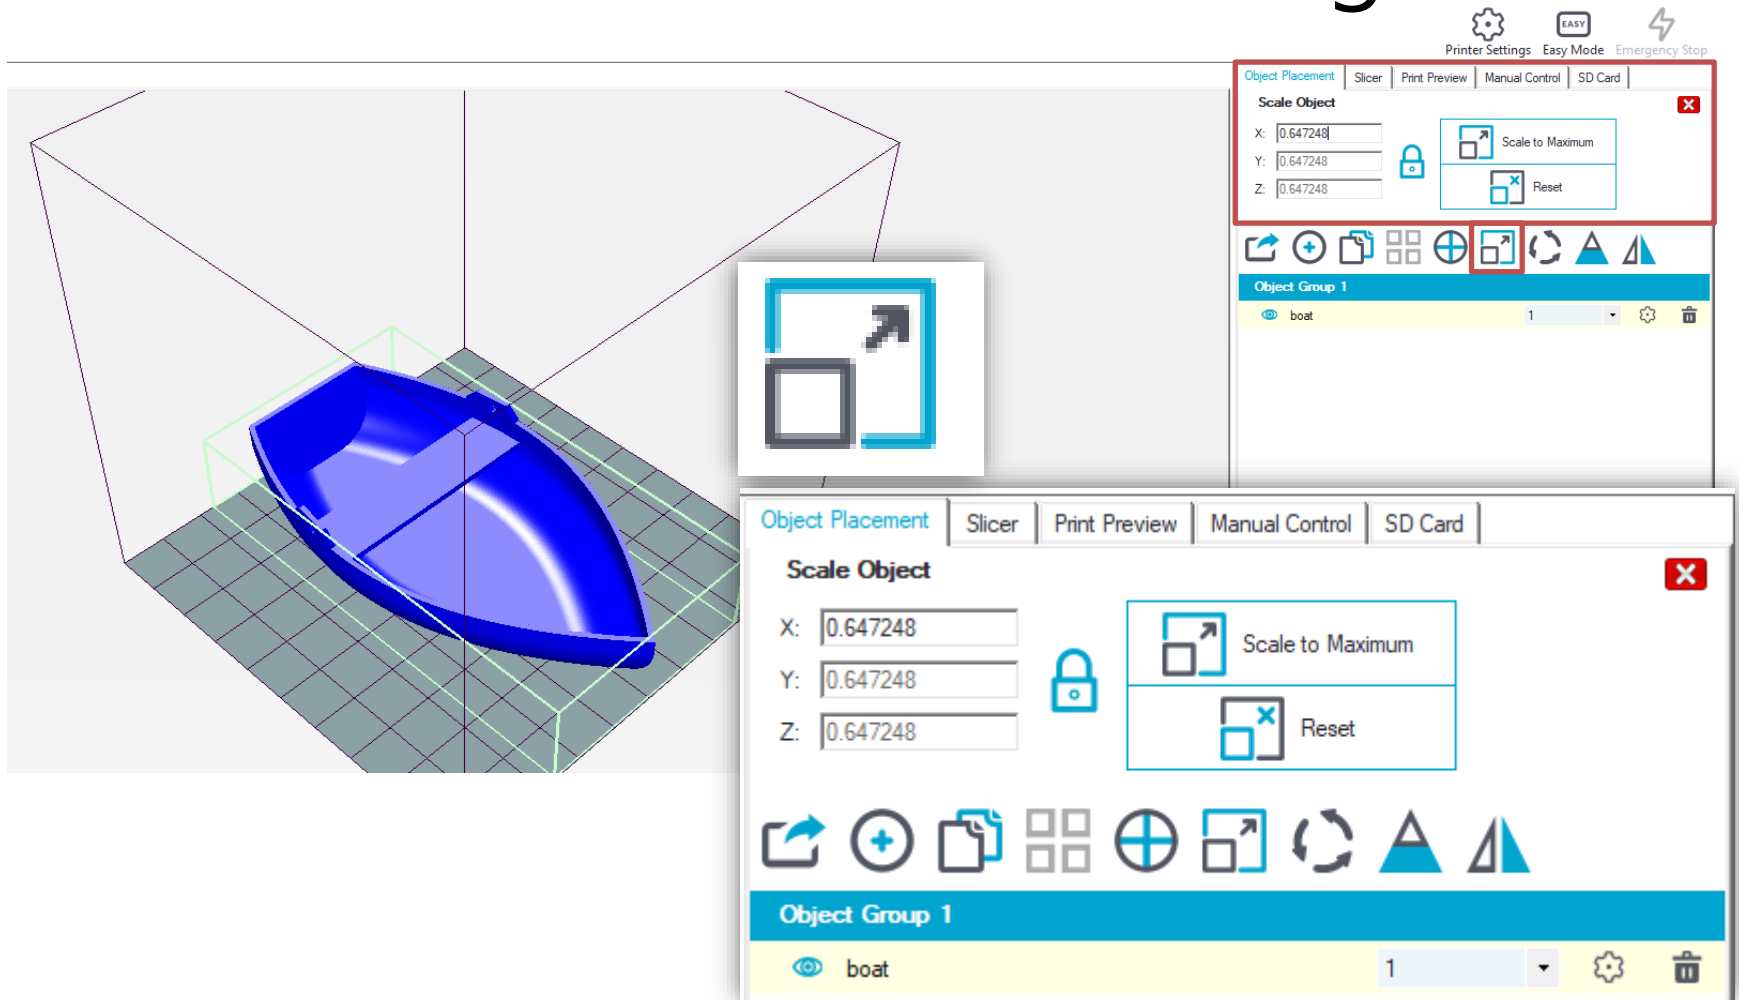 g
Printer Settings Easy Mode Emergency Stop
EASY
Object Placement Slicer Print Preview Manual Control SD Card
Scale Object
X: 0.647248
Y: 0.647248
Z: 0.647248
Scale to Maximum
Reset
Object Group 1
boat 1
Object Placement Slicer Print Preview Manual Control SD Card
Scale Object
X: 0.647248
Y: 0.647248
Z: 0.647248
Scale to Maximum
Reset
Object Group 1
boat 1